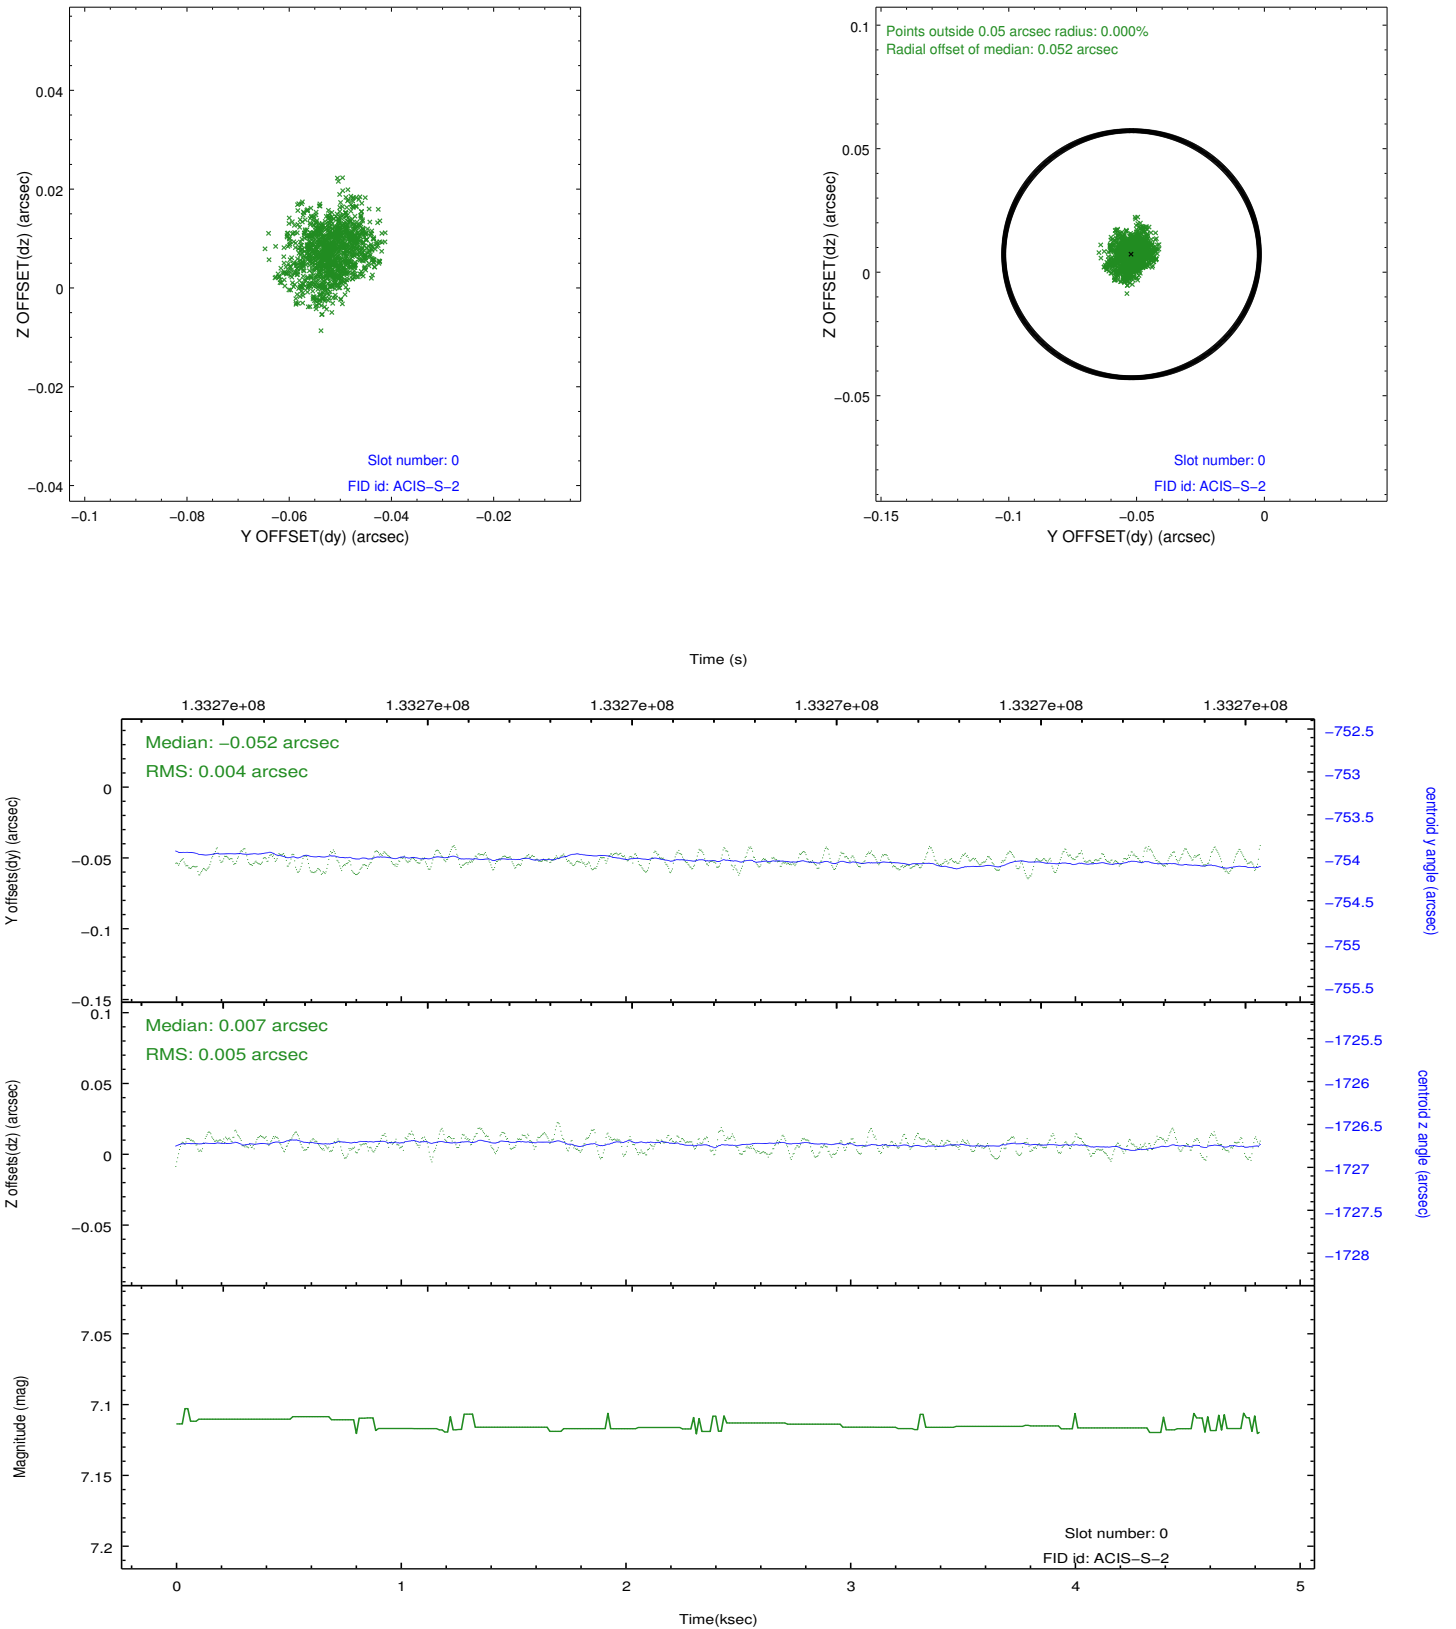 0.04
0.02
0
−0.02
−0.04
Z OFFSET(dz) (arcsec)
Slot number: 0
FID id: ACIS−S−2
−0.1
−0.08
−0.06
−0.04
−0.02
Y OFFSET(dy) (arcsec)
Points outside 0.05 arcsec radius: 0.000%
Radial offset of median: 0.052 arcsec
0.1
0.05
0
−0.05
Z OFFSET(dz) (arcsec)
Slot number: 0
FID id: ACIS−S−2
−0.15
−0.1
−0.05
0
Y OFFSET(dy) (arcsec)
Time (s)
1.3327e+08
1.3327e+08
1.3327e+08
1.3327e+08
1.3327e+08
1.3327e+08
Median: −0.052 arcsec
RMS: 0.004 arcsec
0
−0.05
−0.1
−0.15
Y offsets(dy) (arcsec)
−752.5
−753
−753.5
−754
−754.5
−755
−755.5
centroid y angle (arcsec)
Median: 0.007 arcsec
RMS: 0.005 arcsec
0.1
0.05
0
−0.05
Z offsets(dz) (arcsec)
−1725.5
−1726
−1726.5
−1727
−1727.5
−1728
centroid z angle (arcsec)
7.05
7.1
7.15
7.2
Magnitude (mag)
Slot number: 0
FID id: ACIS−S−2
0
1
2
3
4
5
Time(ksec)